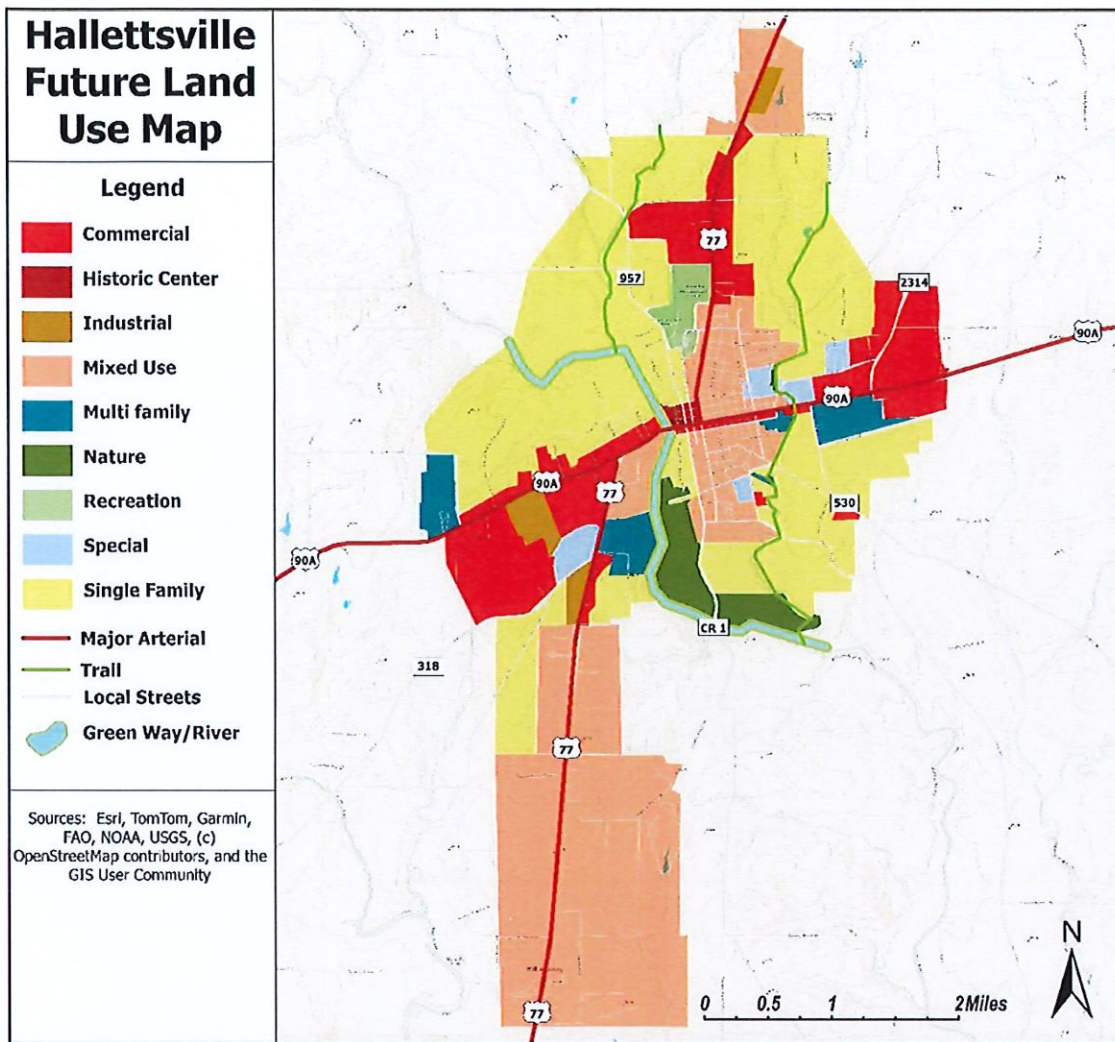 Hallettsville
Future Land
Use Map
Legend
Commercial
Historic Center
Industrial
Mixed Use
Multi family
Nature
Recreation
Special
Single Family
Major Arterial
Trail
Local Streets
Green Way/River
Sources: Esri, TomTom, Garmin,
FAO, NOAA, USGS, (c)
OpenStreetMap contributors, and the
GIS User Community
77
957
2314
90A
90A
90A
77
530
90A
CR 1
318
77
77
N
0 0.5 1 2Miles